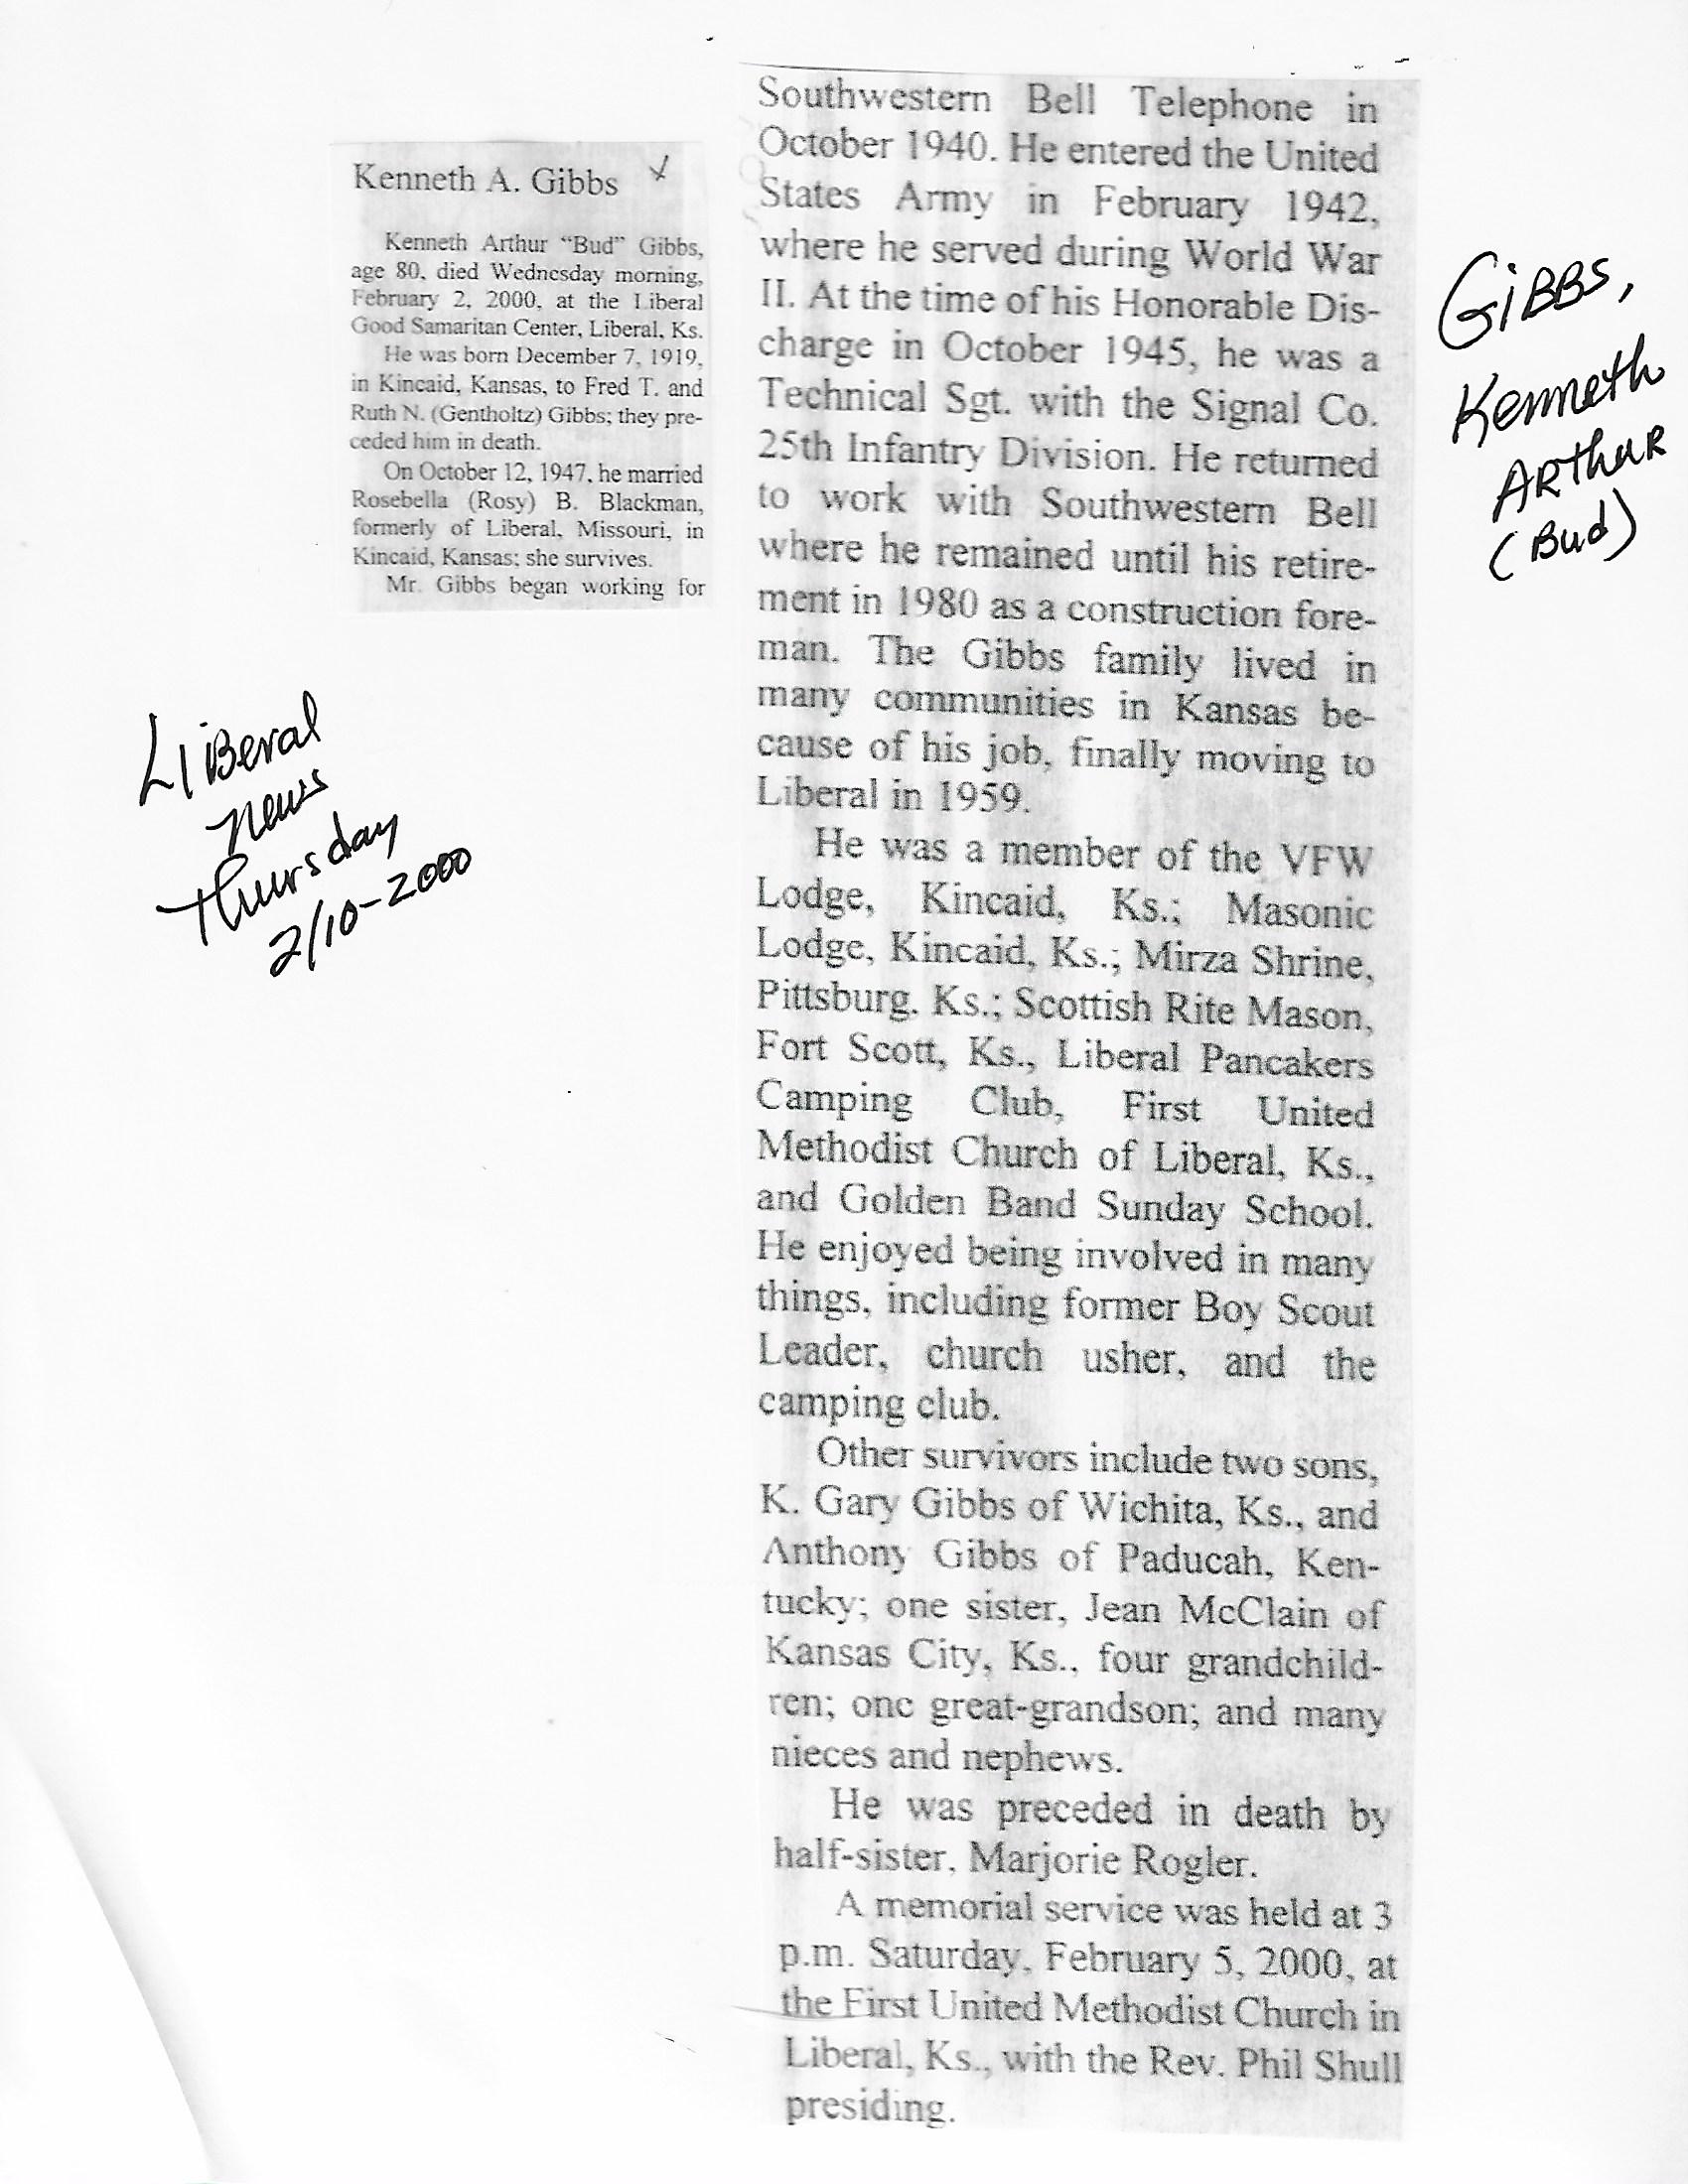 Kenneth A. Gibbs
Kenneth Arthur “Bud” Gibbs,
age 80, died Wednesday morning,
February 2, 2000, at the Liberal
Good Samaritan Center, Liberal, Ks.
He was born December 7, 1919,
in Kincaid, Kansas, to Fred T. and
Ruth N. (Gentholtz) Gibbs; they pre-
ceded him in death.
On October 12, 1947, he married
Rosebella (Rosy) B. Blackman,
formerly of Liberal, Missouri, in
Kincaid, Kansas; she survives.
Mr. Gibbs began working for
Southwestern Bell Telephone in
October 1940. He entered the United
States Army in February 1942,
where he served during World War
II. At the time of his Honorable Dis-
charge in October 1945, he was a
Technical Sgt. with the Signal Co.
25th Infantry Division. He returned
to work with Southwestern Bell
where he remained until his retire-
ment in 1980 as a construction fore-
man. The Gibbs family lived in
many communities in Kansas be-
cause of his job, finally moving to
Liberal in 1959.
He was a member of the VFW
Lodge, Kincaid, Ks.; Masonic
Lodge, Kincaid, Ks.; Mirza Shrine,
Pittsburg, Ks.; Scottish Rite Mason,
Fort Scott, Ks., Liberal Pancakers
Camping Club, First United
Methodist Church of Liberal, Ks.,
and Golden Band Sunday School.
He enjoyed being involved in many
things, including former Boy Scout
Leader, church usher, and the
camping club.
Other survivors include two sons,
K. Gary Gibbs of Wichita, Ks., and
Anthony Gibbs of Paducah, Ken-
tucky; one sister, Jean McClain of
Kansas City, Ks., four grandchild-
ren; one great-grandson; and many
nieces and nephews.
He was preceded in death by
half-sister, Marjorie Rogler.
A memorial service was held at 3
p.m. Saturday, February 5, 2000, at
the First United Methodist Church in
Liberal, Ks., with the Rev. Phil Shull
presiding.
GIBBS,
Kenneth
Arthur
(Bud)
Liberal
News
Thursday
2/10-2000